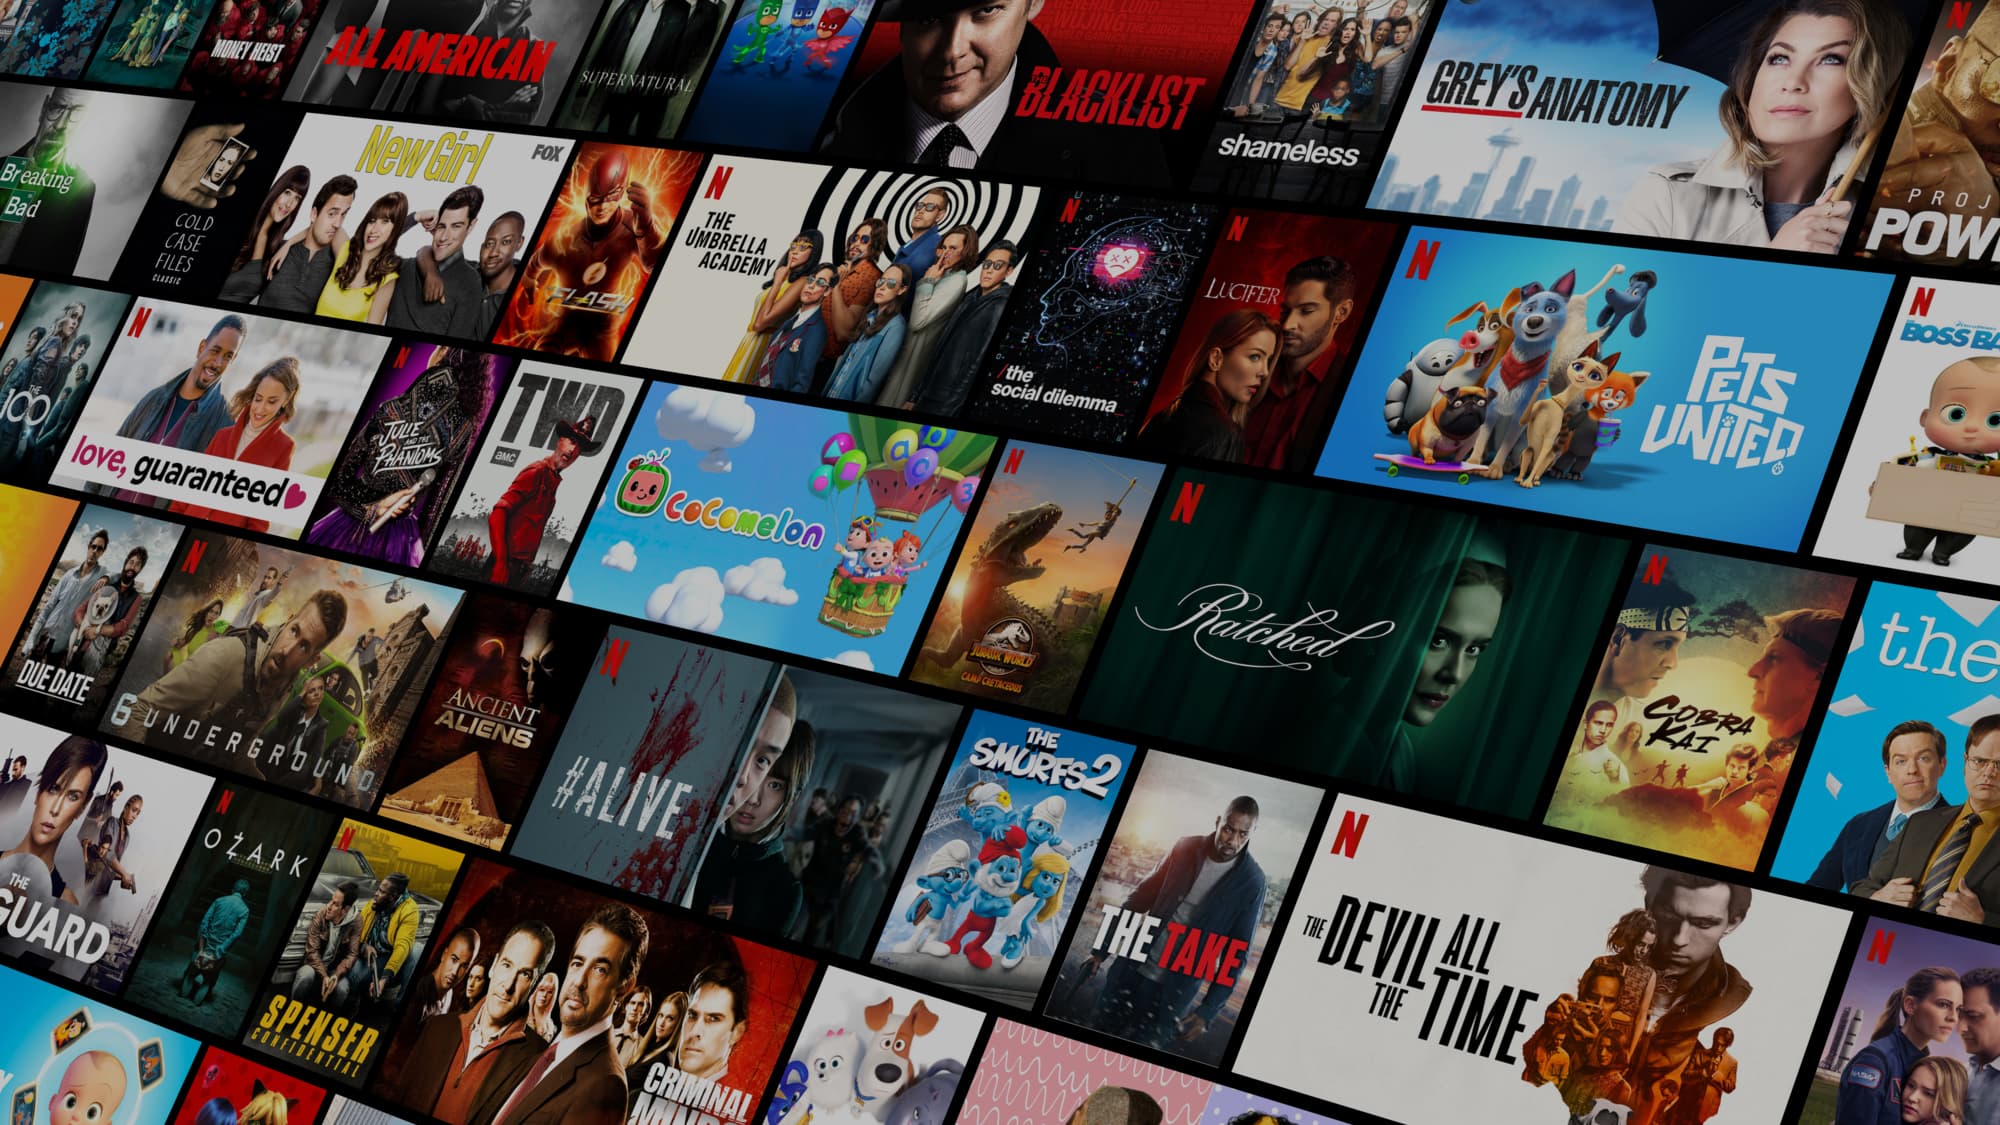 MONEY HEIST
ALL AMERICAN
SUPERNATURAL
THE
BLACKLIST
shameless
GREY'S ANATOMY
N
PROJ
POW
Breaking
Bad
COLD
CASE
FILES
CLASSIC
New Girl
FOX
FLASH
N
THE
UMBRELLA
ACADEMY
N
/the
social dilemma
N
LUCIFER
N
PETS
UNITED
N
BOSS BA
THE
100
N
love, guaranteed
N
JULIE
AND THE
PHANTOMS
TWD
amc
COCOMELON
a b c
3
N
JURASSIC WORLD
CAMP CRETACEOUS
N
Ratched
N
COBRA
KAI
the
DUE DATE
N
6 UNDERGROUND
ANCIENT
ALIENS
N
#ALIVE
THE
SMURFS 2
THE TAKE
N
THE DEVIL ALL
THE TIME
N
THE
GUARD
N
OZARK
N
SPENSER
CONFIDENTIAL
CRIMINAL
MINDS